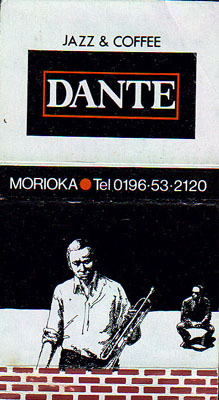 JAZZ & COFFEE
DANTE
MORIOKA●Tel 0196·53·2120